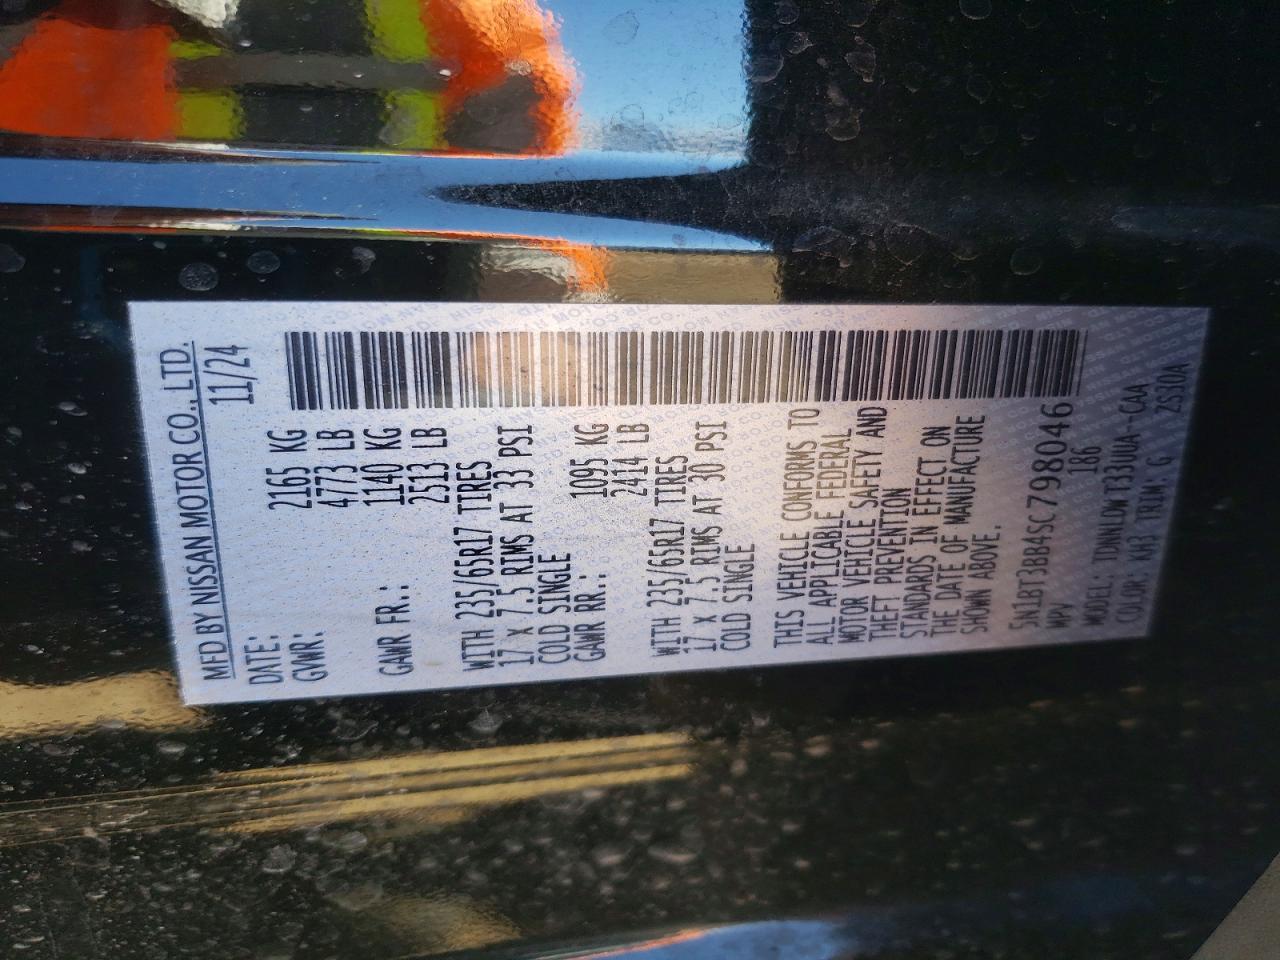 MFD BY NISSAN MOTOR CO., LTD.
DATE: 11/24
GVWR: 2165 KG
4773 LB
GAWR FR.: 1140 KG
2513 LB
WITH 235/65R17 TIRES
17 X 7.5 RIMS AT 33 PSI
COLD SINGLE
GAWR RR.: 1095 KG
2414 LB
WITH 235/65R17 TIRES
17 X 7.5 RIMS AT 30 PSI
COLD SINGLE
THIS VEHICLE CONFORMS TO
ALL APPLICABLE FEDERAL
MOTOR VEHICLE SAFETY AND
THEFT PREVENTION
STANDARDS IN EFFECT ON
THE DATE OF MANUFACTURE
SHOWN ABOVE.
5N1BT3BB4SC798046
MPV 186
MODEL: TDNNLDWT33UUA--CAA
COLOR: KH3 TRIM: G ZS30A